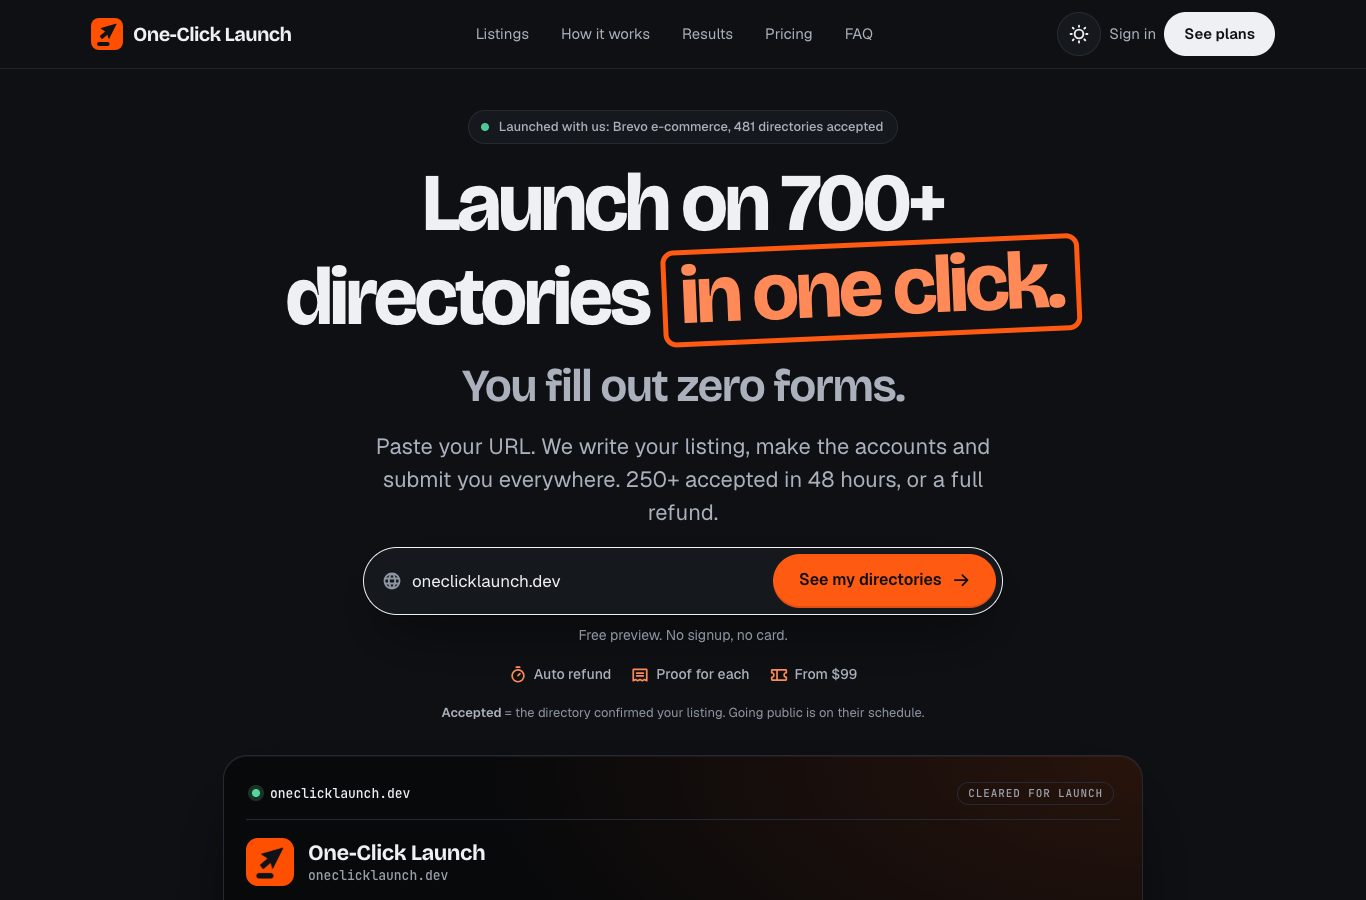 One-Click Launch
Listings
How it works
Results
Pricing
FAQ
Sign in
See plans
Launched with us: Brevo e-commerce, 481 directories accepted
Launch on 700+
directories in one click.
You fill out zero forms.
Paste your URL. We write your listing, make the accounts and
submit you everywhere. 250+ accepted in 48 hours, or a full
refund.
oneclicklaunch.dev
See my directories →
Free preview. No signup, no card.
Auto refund
Proof for each
From $99
Accepted = the directory confirmed your listing. Going public is on their schedule.
oneclicklaunch.dev
CLEARED FOR LAUNCH
One-Click Launch
oneclicklaunch.dev